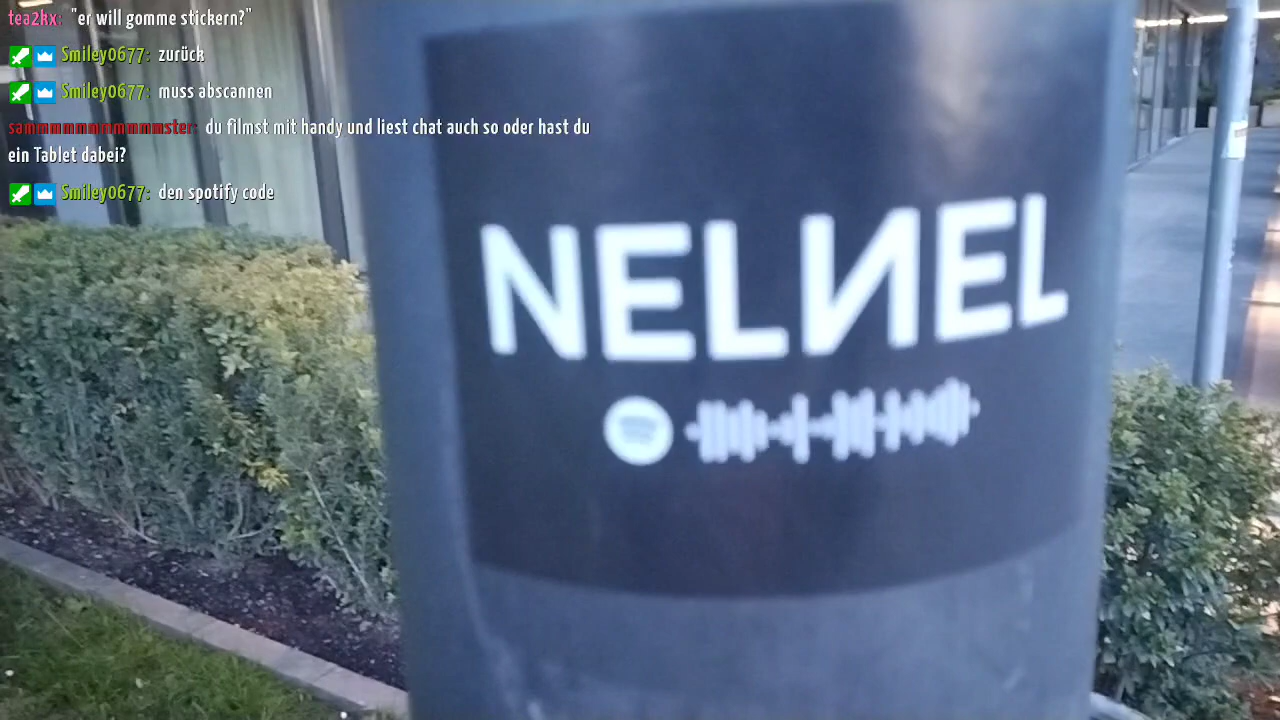 tea2kx: "er will gomme stickern?"
Smiley0677: zurück
Smiley0677: muss abscannen
sammmmmmmmmmmster: du filmst mit handy und liest chat auch so oder hast du
ein Tablet dabei?
Smiley0677: den spotify code
NELИEL